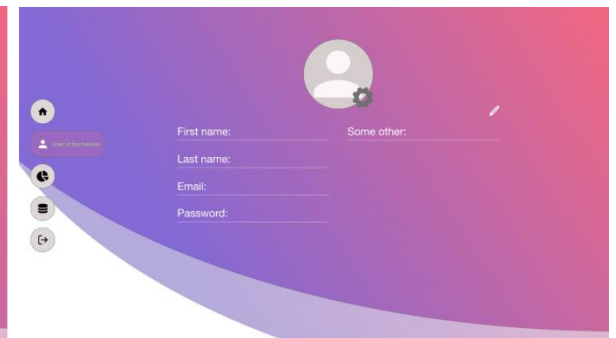 First name:
Some other:
User information
Last name:
Email:
Password: